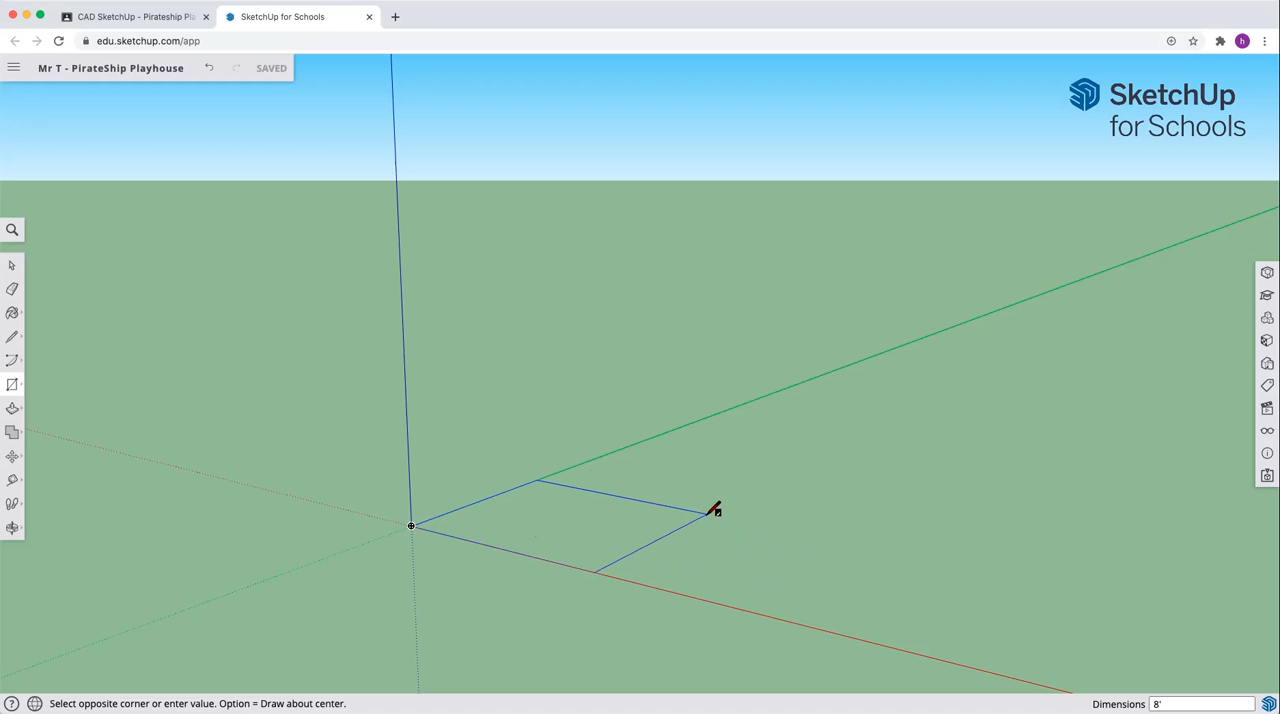 CAD SketchUp - Pirateship Pla
SketchUp for Schools
edu.sketchup.com/app
h
Mr T - PirateShip Playhouse
SAVED
SketchUp
for Schools
Select opposite corner or enter value. Option = Draw about center.
Dimensions
8'